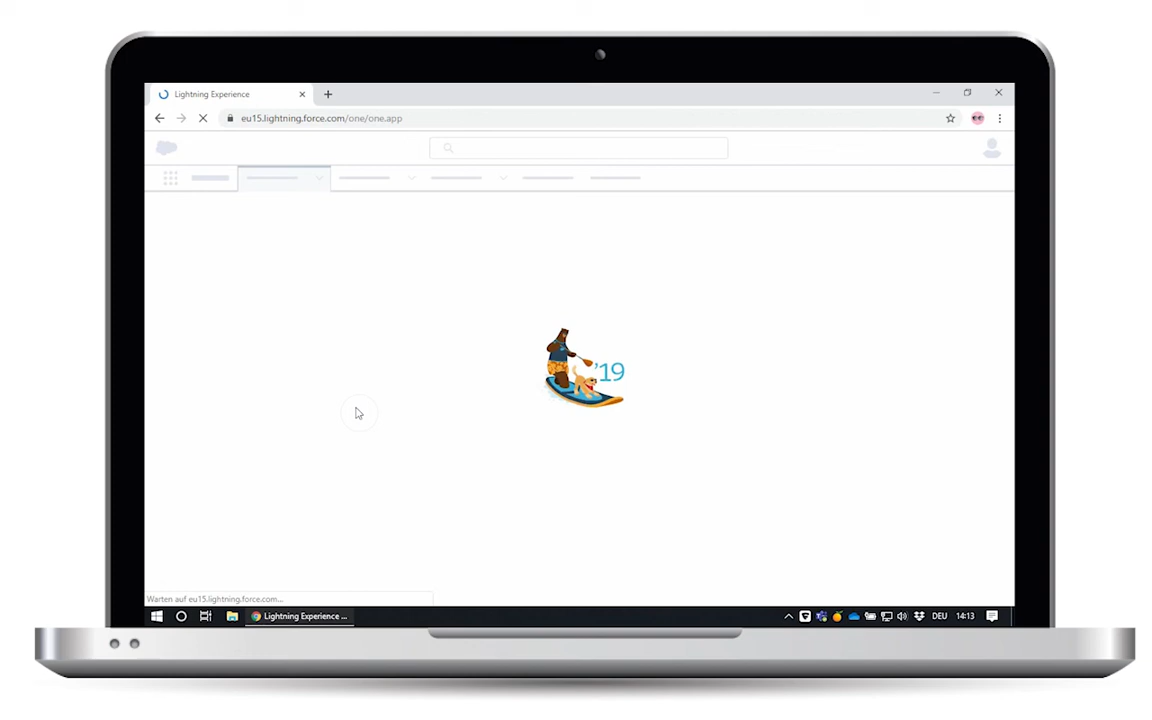 Lightning Experience
eu15.lightning.force.com/one/one.app
'19
Warten auf eu15.lightning.force.com...
Lightning Experience ...
DEU
14:13